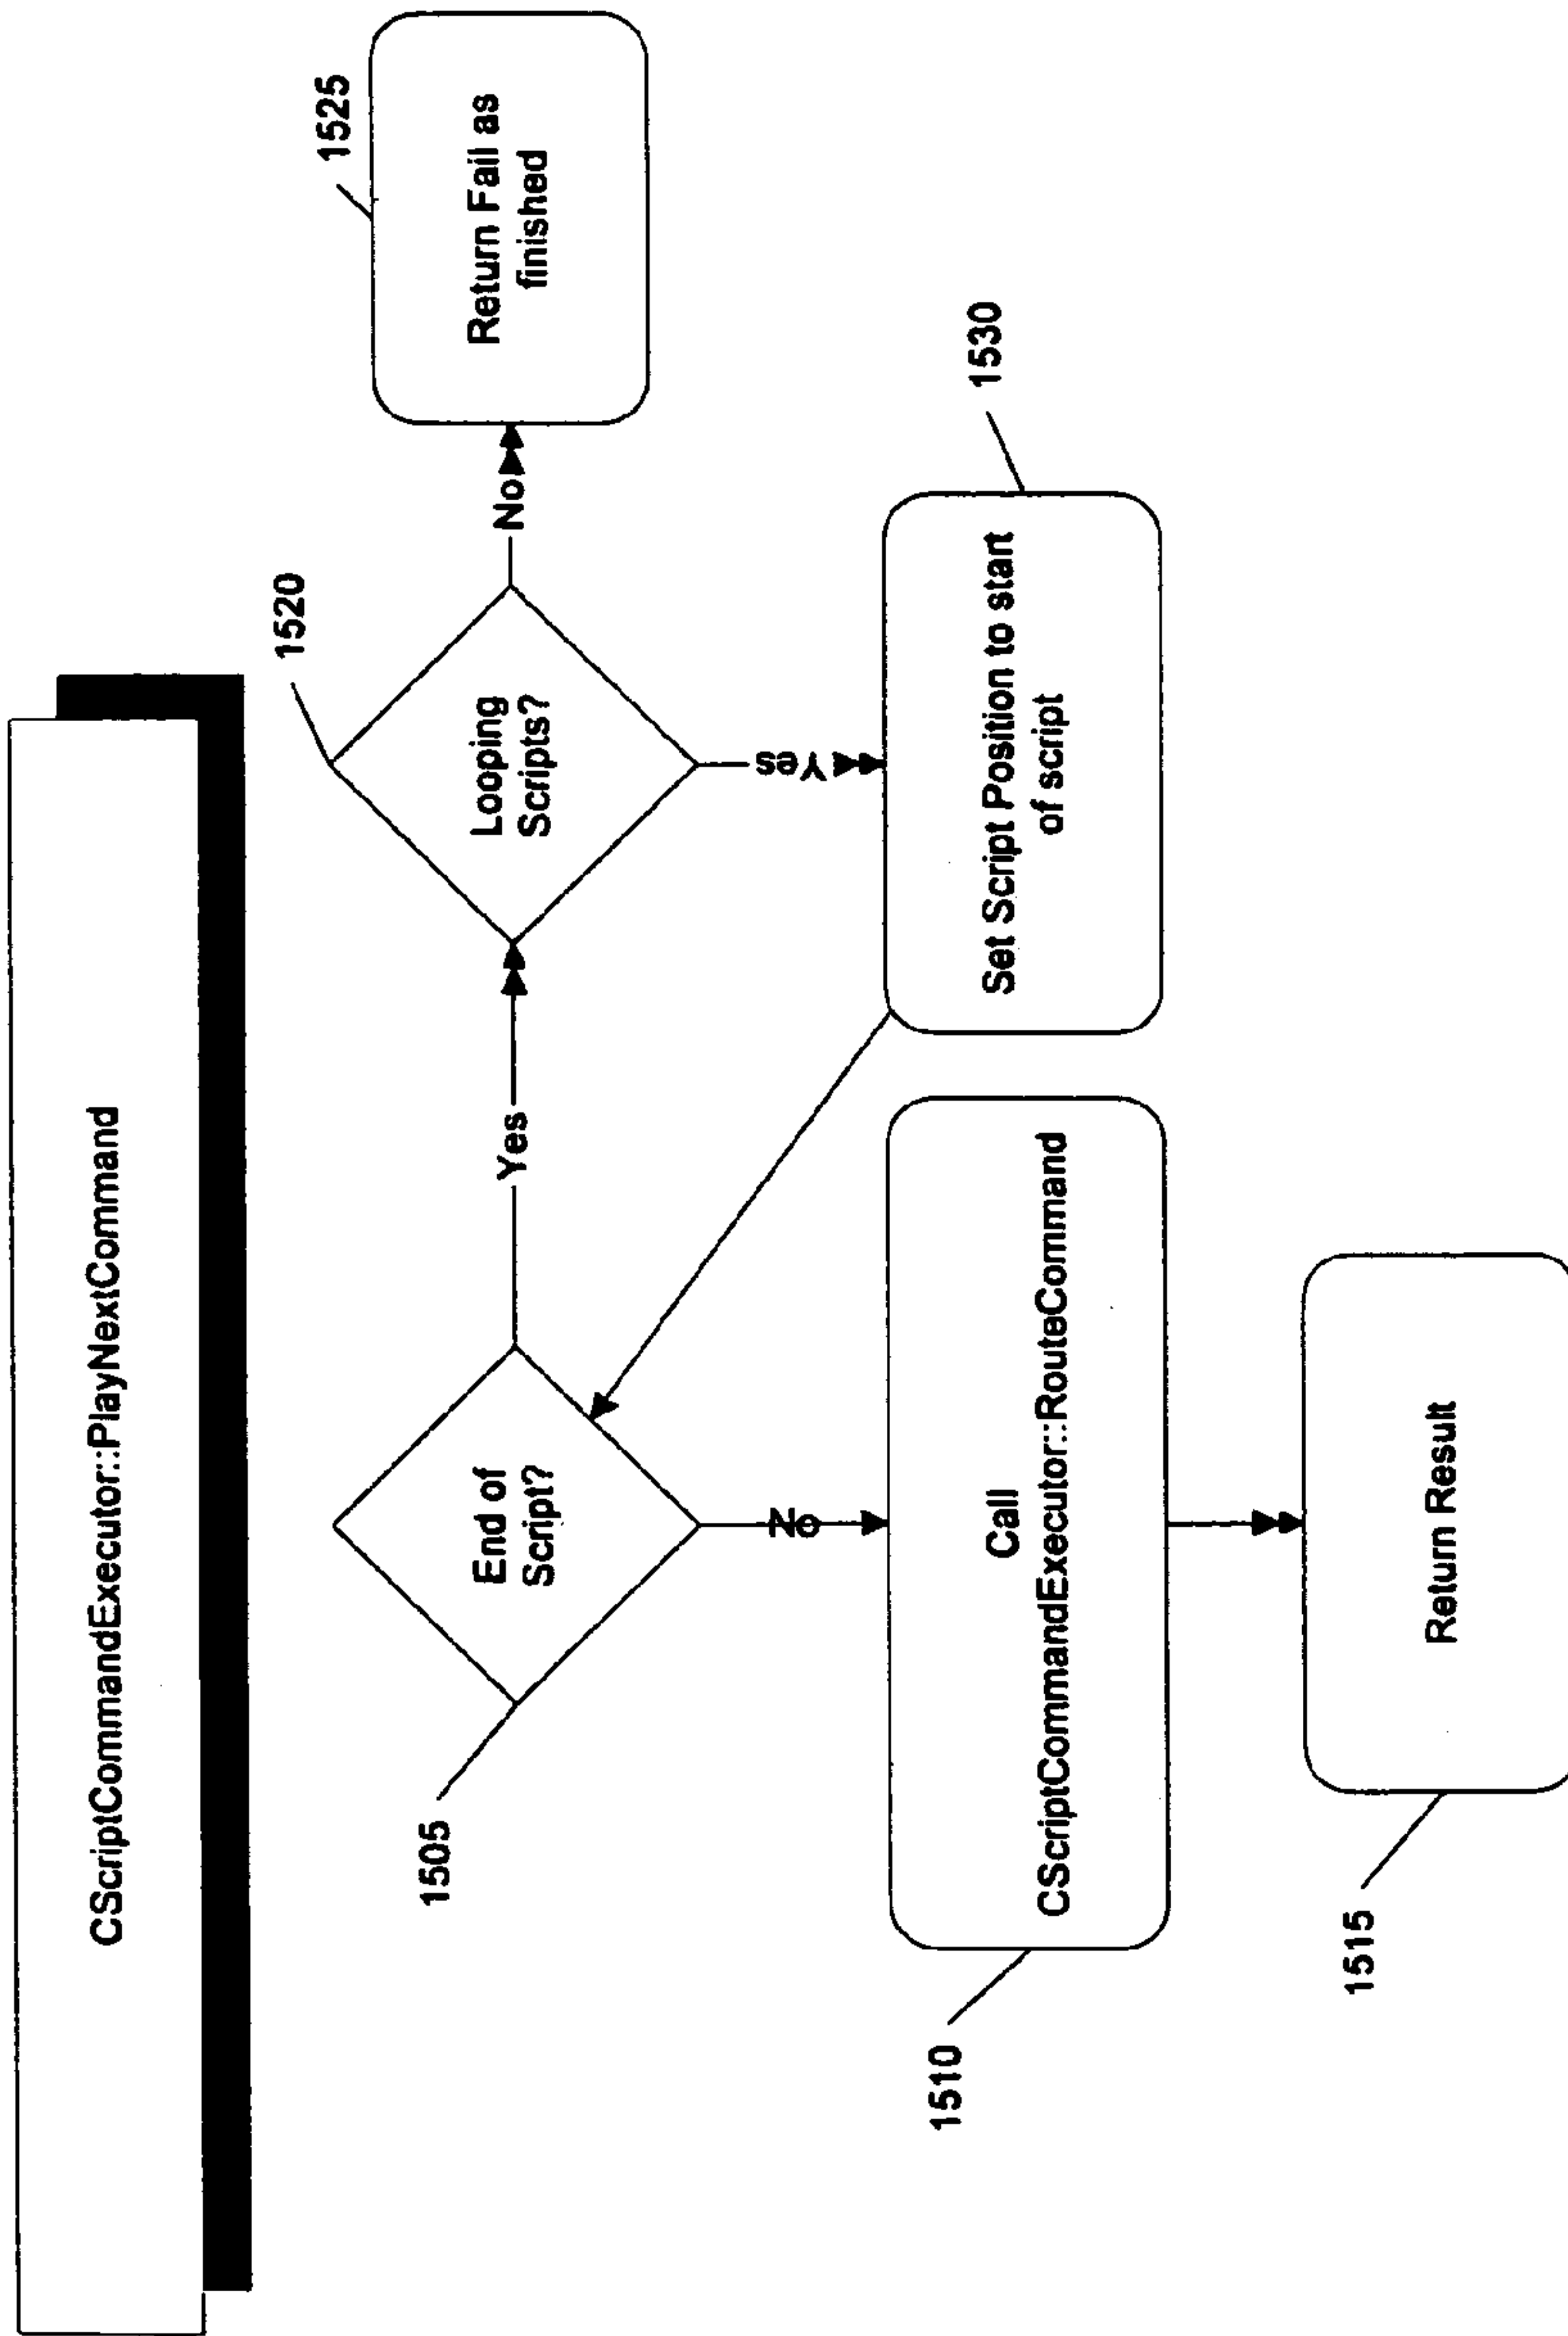 CScriptCommandExecutor::PlayNextCommand
1505
End of
Script?
Yes
1520
Looping
Scripts?
No
1525
Return Fail as
finished
No
Yes
1510
Call
CScriptCommandExecutor::RouteCommand
1530
Set Script Position to start
of script
1515
Return Result